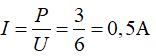 I = P/U = 3/6 = 0,5A